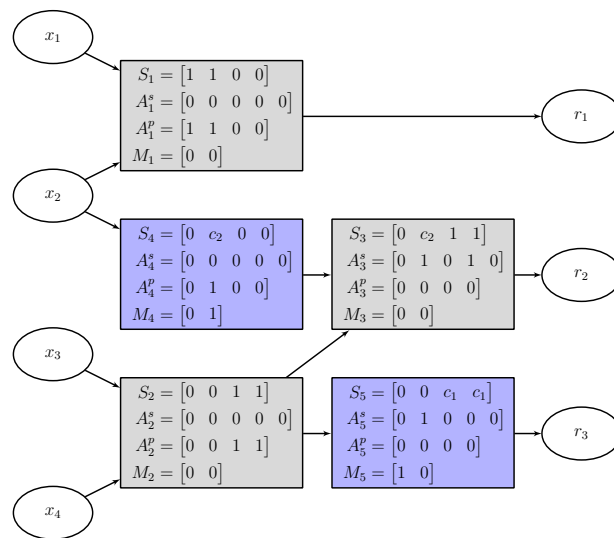 x₁
S₁ = [1 1 0 0]
A₁ˢ = [0 0 0 0 0]
A₁ᵖ = [1 1 0 0]
M₁ = [0 0]
r₁
x₂
S₄ = [0 c₂ 0 0]
A₄ˢ = [0 0 0 0 0]
A₄ᵖ = [0 1 0 0]
M₄ = [0 1]
S₃ = [0 c₂ 1 1]
A₃ˢ = [0 1 0 1 0]
A₃ᵖ = [0 0 0 0]
M₃ = [0 0]
r₂
x₃
S₂ = [0 0 1 1]
A₂ˢ = [0 0 0 0 0]
A₂ᵖ = [0 0 1 1]
M₂ = [0 0]
S₅ = [0 0 c₁ c₁]
A₅ˢ = [0 1 0 0 0]
A₅ᵖ = [0 0 0 0]
M₅ = [1 0]
r₃
x₄